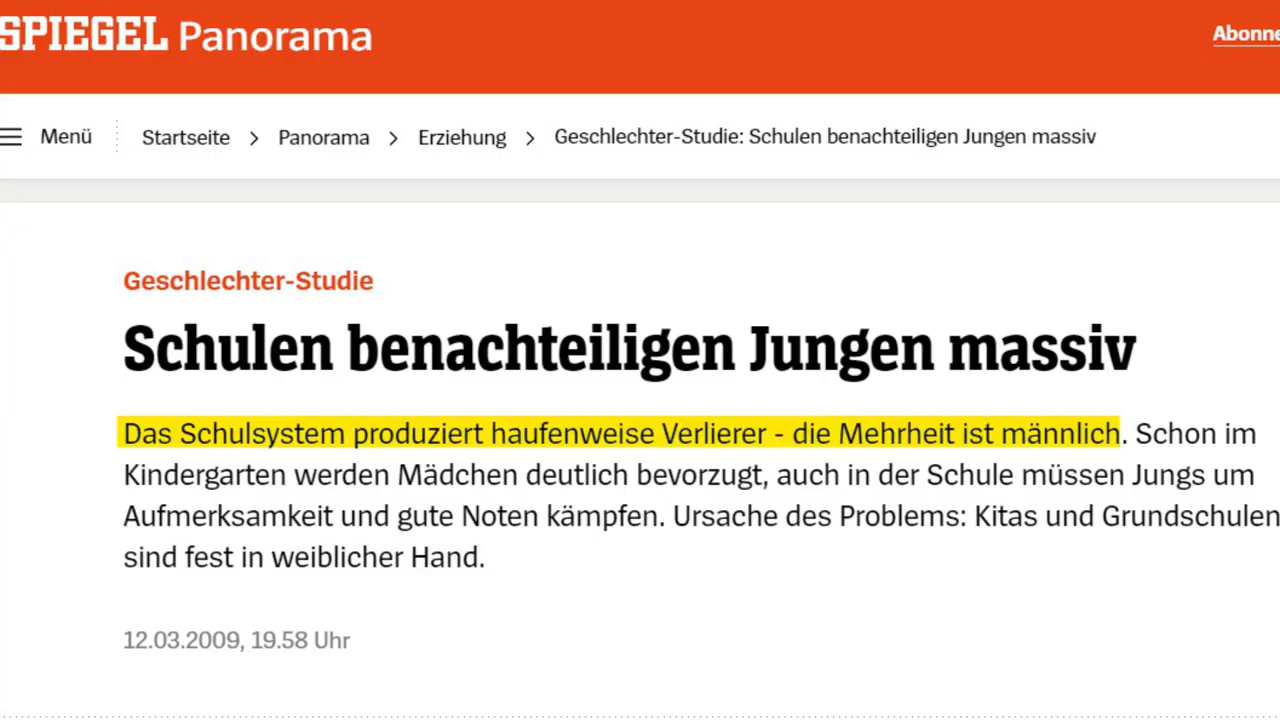 SPIEGEL Panorama
Menü
Startseite > Panorama > Erziehung > Geschlechter-Studie: Schulen benachteiligen Jungen massiv
Geschlechter-Studie
Schulen benachteiligen Jungen massiv
Das Schulsystem produziert haufenweise Verlierer - die Mehrheit ist männlich. Schon im
Kindergarten werden Mädchen deutlich bevorzugt, auch in der Schule müssen Jungs um
Aufmerksamkeit und gute Noten kämpfen. Ursache des Problems: Kitas und Grundschulen
sind fest in weiblicher Hand.
12.03.2009, 19.58 Uhr